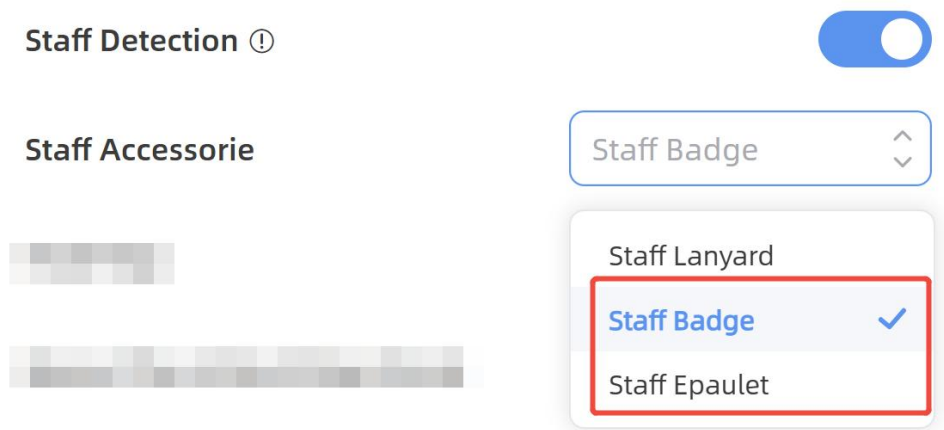 Staff Detection
Staff Accessorie
Staff Badge
Staff Lanyard
Staff Badge
Staff Epaulet